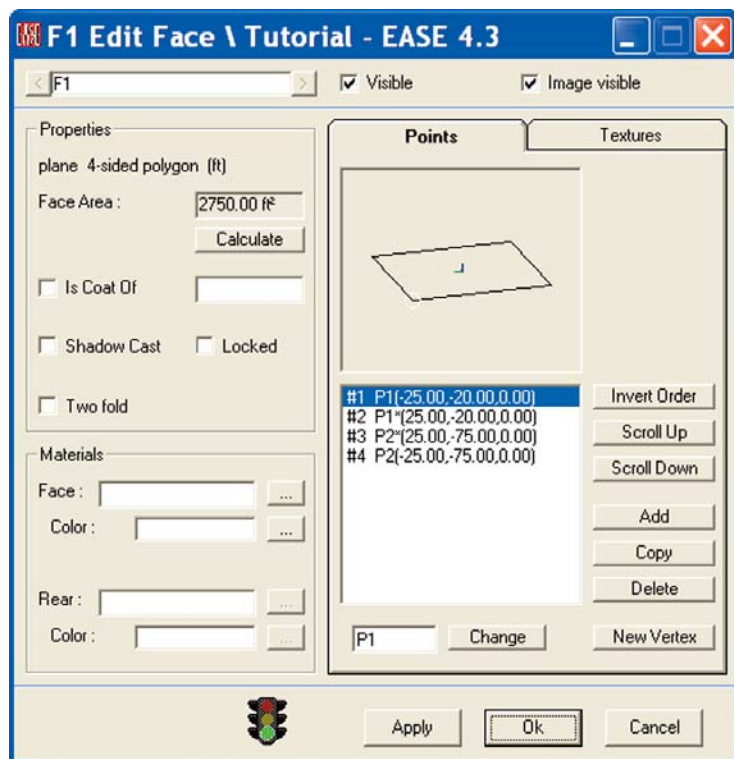 F1 Edit Face \ Tutorial - EASE 4.3
< F1 >
Visible
Image visible
Properties
plane 4-sided polygon (ft)
Face Area : 2750.00 ft²
Calculate
Is Coat Of
Shadow Cast
Locked
Two fold
Materials
Face : ...
Color : ...
Rear : ...
Color : ...
Points
Textures
#1 P1(-25.00,-20.00,0.00)
#2 P1*(25.00,-20.00,0.00)
#3 P2*(25.00,-75.00,0.00)
#4 P2(-25.00,-75.00,0.00)
Invert Order
Scroll Up
Scroll Down
Add
Copy
Delete
P1
Change
New Vertex
Apply
Ok
Cancel